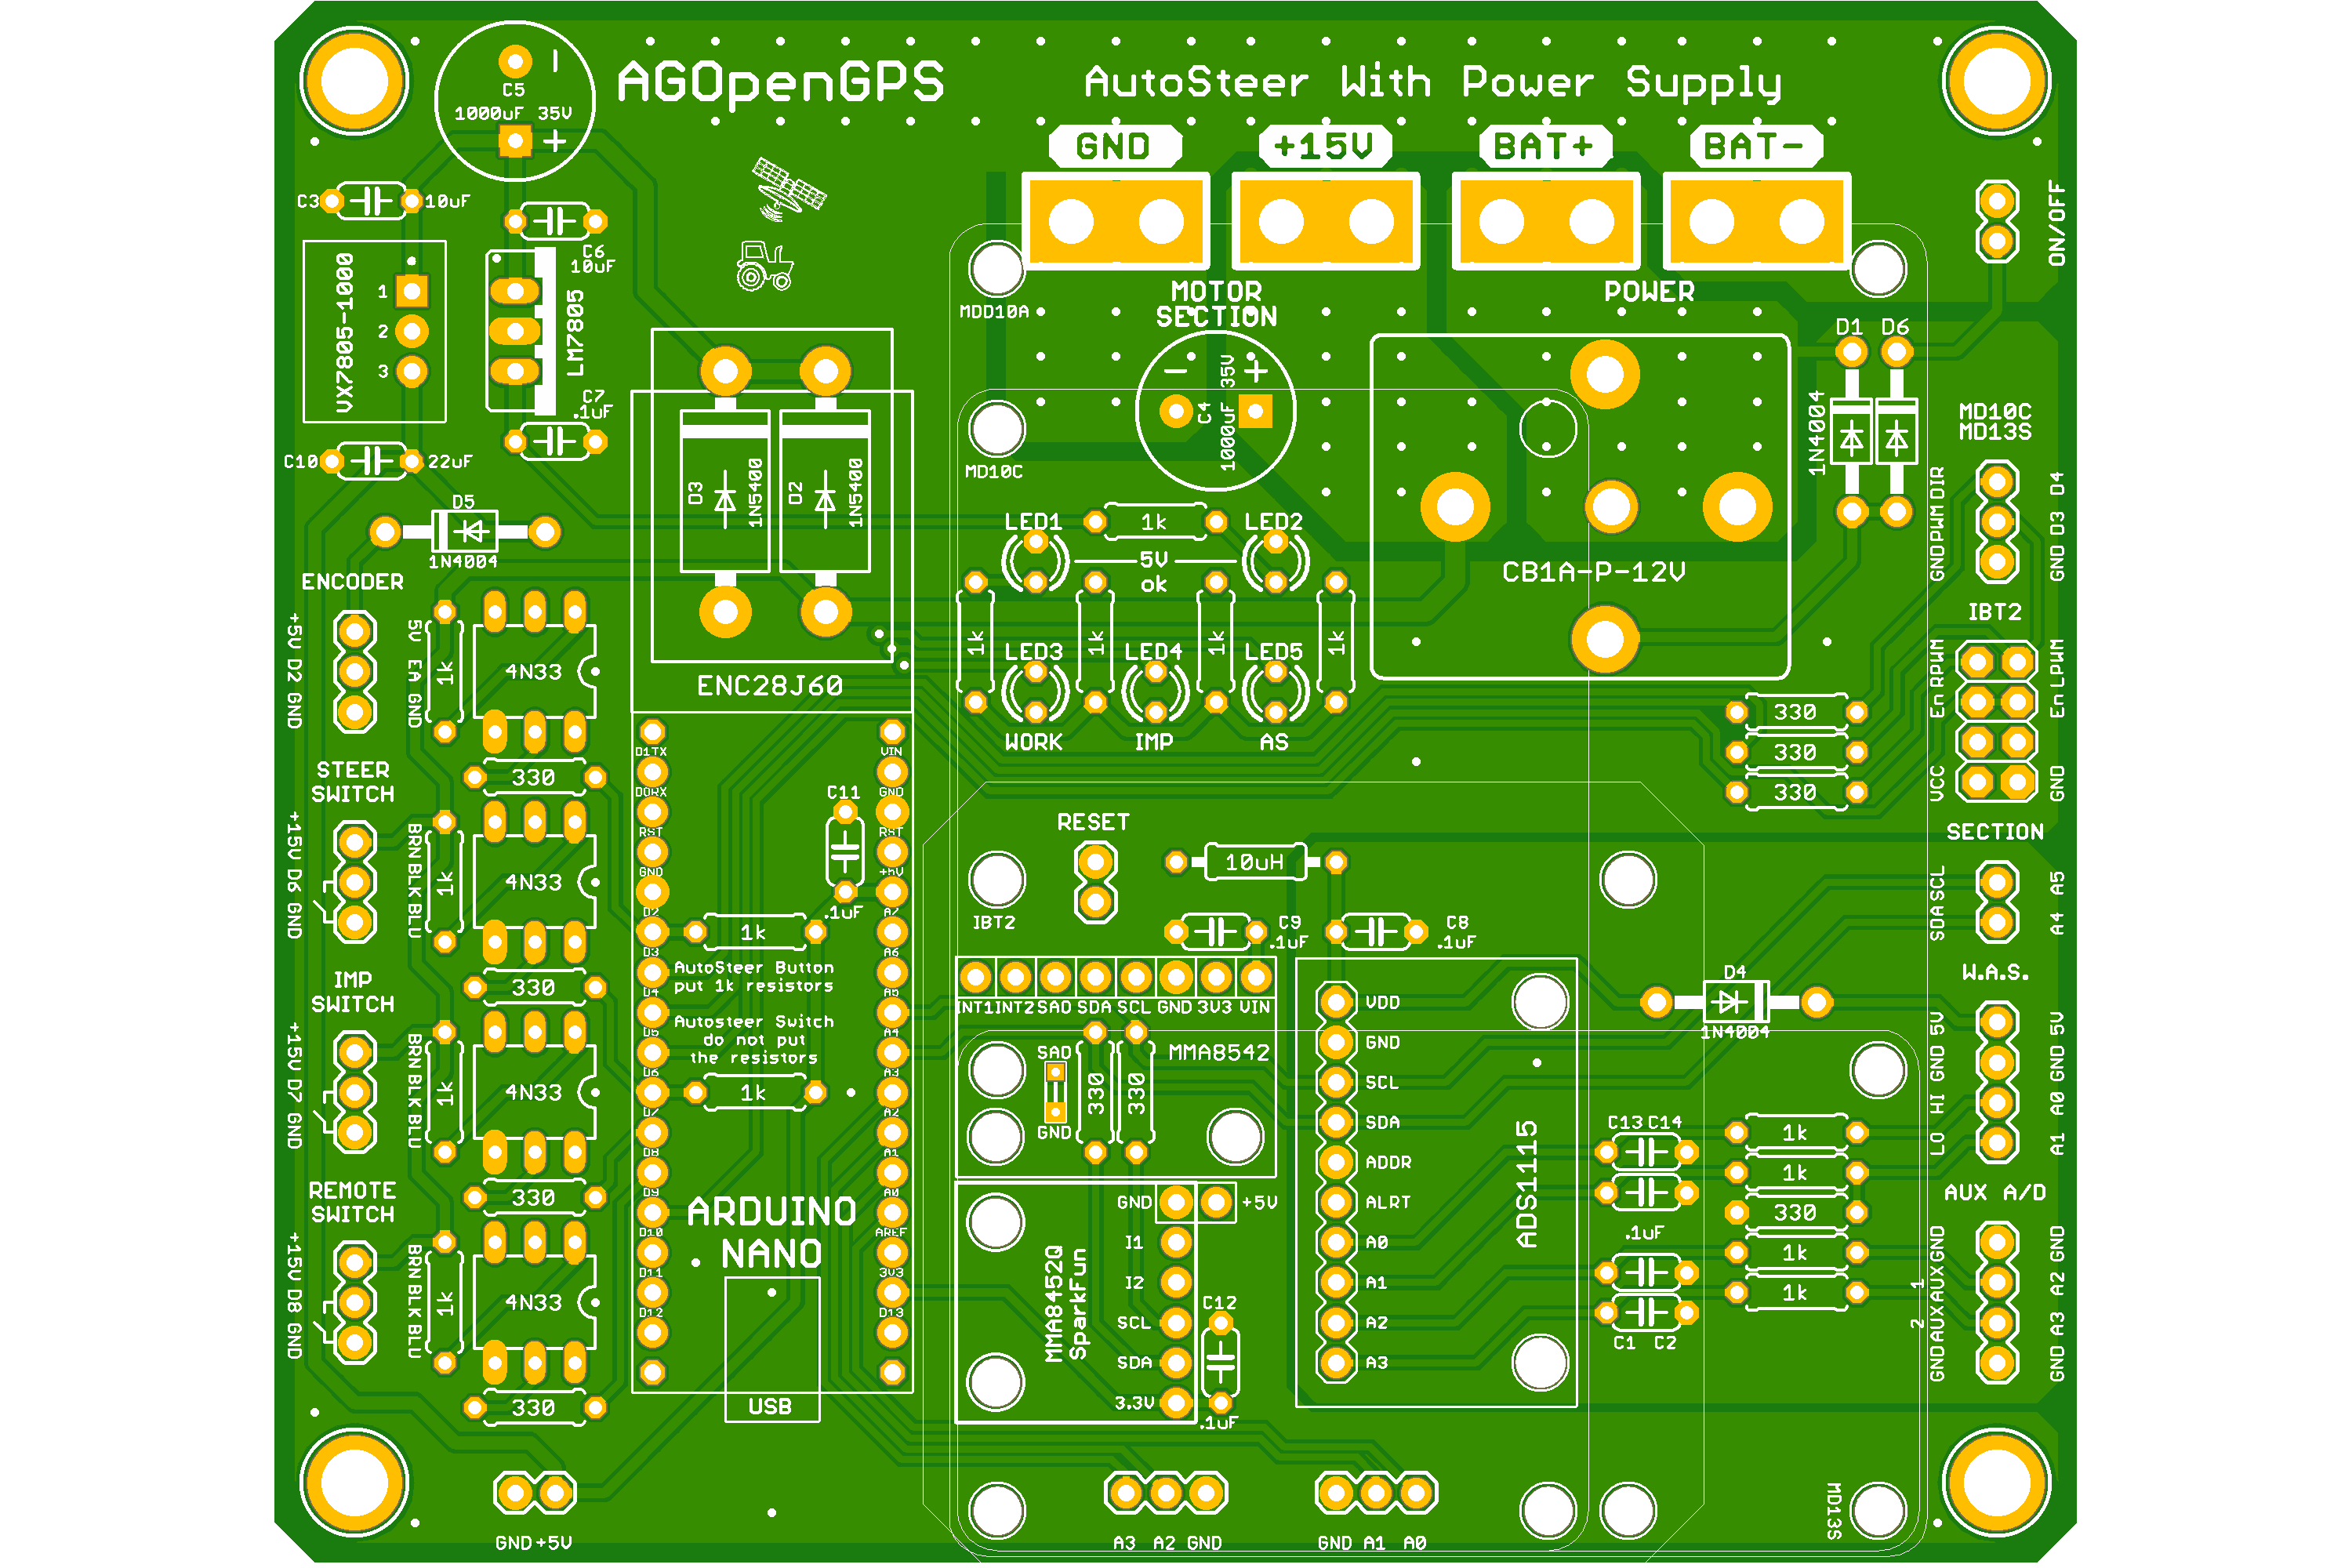 AGOpenGPS
AutoSteer With Power Supply
C5
1000uF 35V
GND
+15V
BAT+
BAT-
C3
10uF
C6
10uF
ON/OFF
VX7805-1000
1
2
3
LM7805
C7
.1uF
MDD10A
MOTOR
SECTION
POWER
D1
D6
1N4004
C4
1000uF 35V
MD10C
MD10C
MD13S
C10
22uF
D5
1N4004
D3
1N5400
D2
1N5400
LED1
1k
LED2
5V
ok
CB1A-P-12V
GND PWM DIR
GND D3 D4
ENCODER
+5V D2 GND
5V EA GND
1k
4N33
330
ENC28J60
1k
1k
1k
1k
LED3
LED4
LED5
WORK
IMP
AS
330
330
330
IBT2
En RPWM
En LPWM
VCC
GND
STEER
SWITCH
+15V D6 GND
BRN BLK BLU
1k
4N33
330
D1TX
D0RX
RST
GND
D2
D3
D4
D5
D6
D7
D8
D9
D10
D11
D12
VIN
GND
RST
+5V
A7
A6
A5
A4
A3
A2
A1
A0
AREF
3V3
D13
C11
.1uF
1k
AutoSteer Button
put 1k resistors
Autosteer Switch
do not put
the resistors
1k
ARDUINO
NANO
USB
RESET
10uH
IBT2
C9
.1uF
C8
.1uF
SECTION
SDA SCL
A4 A5
IMP
SWITCH
+15V D7 GND
BRN BLK BLU
1k
4N33
330
INT1 INT2 SAO SDA SCL GND 3V3 VIN
SAO
GND
330
330
MMA8542
VDD
GND
SCL
SDA
ADDR
ALRT
A0
A1
A2
A3
ADS1115
D4
1N4004
W.A.S.
LO HI GND 5V
A1 A0 GND 5V
C13 C14
.1uF
C1 C2
1k
1k
330
1k
1k
REMOTE
SWITCH
+15V D8 GND
BRN BLK BLU
1k
4N33
330
GND
+5V
I1
I2
SCL
SDA
3.3V
MMA8452Q
SparkFun
C12
.1uF
AUX A/D
GND AUX AUX GND
2 1
GND A3 A2 GND
MD13S
GND +5V
A3 A2 GND
GND A1 A0